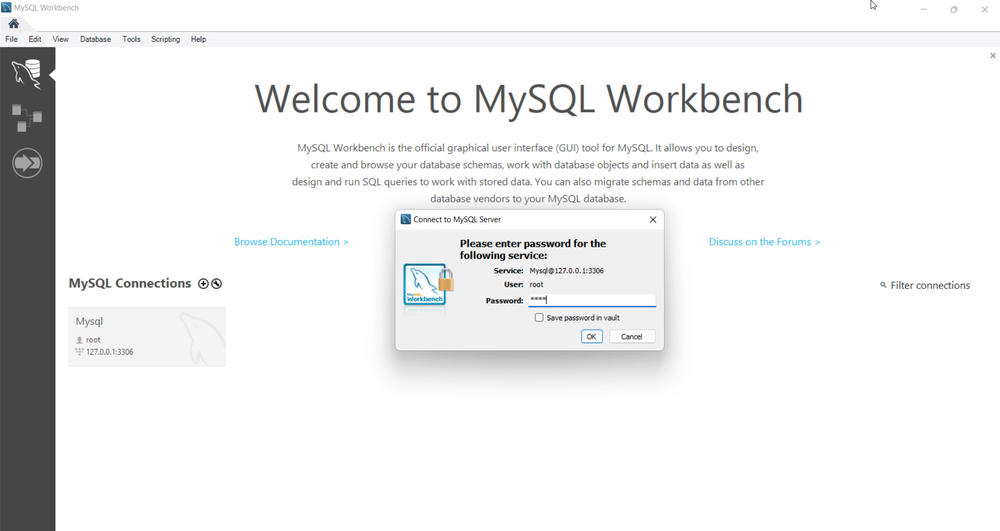 MySQL Workbench
File Edit View Database Tools Scripting Help
Welcome to MySQL Workbench
MySQL Workbench is the official graphical user interface (GUI) tool for MySQL. It allows you to design,
create and browse your database schemas, work with database objects and insert data as well as
design and run SQL queries to work with stored data. You can also migrate schemas and data from other
database vendors to your MySQL database.
Browse Documentation >
Discuss on the Forums >
Connect to MySQL Server
Please enter password for the
following service:
Service: Mysql@127.0.0.1:3306
User: root
Password: ****
Save password in vault
OK Cancel
MySQL
Workbench
MySQL Connections
Filter connections
Mysql
root
127.0.0.1:3306